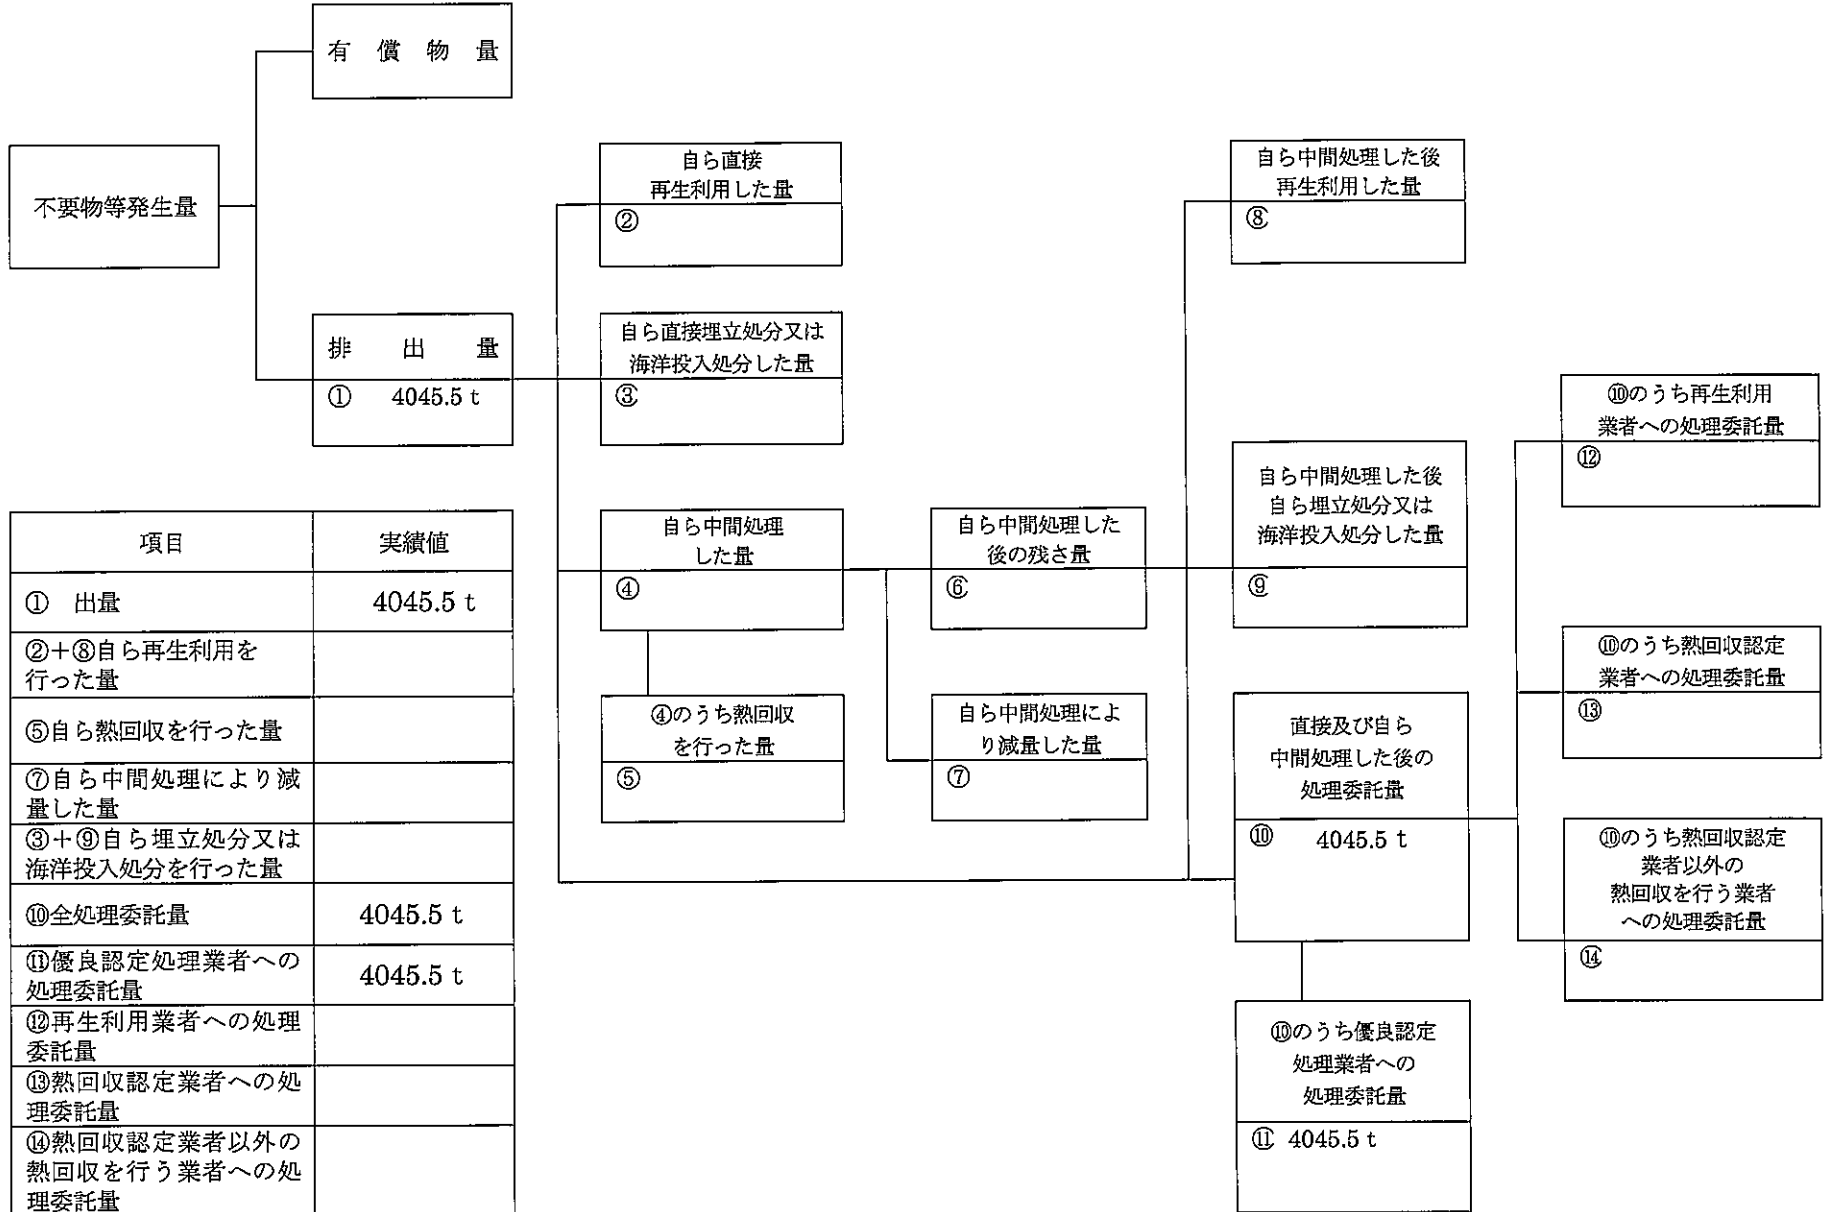 有償物量
不要物等発生量
排出量
① 4045.5 t
自ら直接
再生利用した量
②
自ら直接埋立処分又は
海洋投入処分した量
③
自ら中間処理
した量
④
④のうち熱回収
を行った量
⑤
自ら中間処理した
後の残さ量
⑥
自ら中間処理によ
り減量した量
⑦
自ら中間処理した後
再生利用した量
⑧
自ら中間処理した後
自ら埋立処分又は
海洋投入処分した量
⑨
直接及び自ら
中間処理した後の
処理委託量
⑩ 4045.5 t
⑩のうち優良認定
処理業者への
処理委託量
⑪ 4045.5 t
⑩のうち再生利用
業者への処理委託量
⑫
⑩のうち熱回収認定
業者への処理委託量
⑬
⑩のうち熱回収認定
業者以外の
熱回収を行う業者
への処理委託量
⑭
項目 実績値
① 出量 4045.5 t
②+⑧自ら再生利用を
行った量
⑤自ら熱回収を行った量
⑦自ら中間処理により減
量した量
③+⑨自ら埋立処分又は
海洋投入処分を行った量
⑩全処理委託量 4045.5 t
⑪優良認定処理業者への
処理委託量 4045.5 t
⑫再生利用業者への処理
委託量
⑬熱回収認定業者への処
理委託量
⑭熱回収認定業者以外の
熱回収を行う業者への処
理委託量